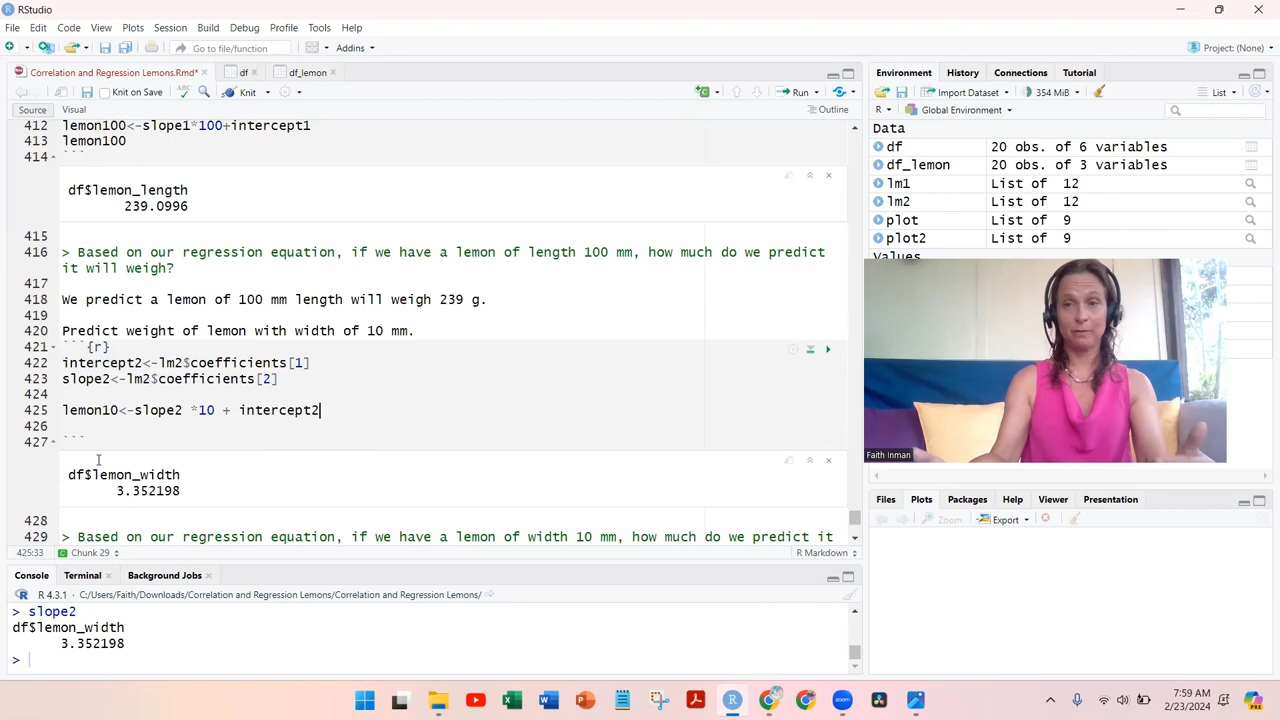 RStudio
File Edit Code View Plots Session Build Debug Profile Tools Help
Go to file/function Addins Project: (None)
Correlation and Regression Lemons.Rmd* df df_lemon
Knit on Save Knit Run
Source Visual Outline
412 lemon100<-slope1*100+intercept1
413 lemon100
414 ```
df$lemon_length
239.0996
415
416 > Based on our regression equation, if we have a lemon of length 100 mm, how much do we predict
it will weigh?
417
418 We predict a lemon of 100 mm length will weigh 239 g.
419
420 Predict weight of lemon with width of 10 mm.
421 ```{r}
422 intercept2<-lm2$coefficients[1]
423 slope2<-lm2$coefficients[2]
424
425 lemon10<-slope2 *10 + intercept2
426
427 ```
df$lemon_width
3.352198
428
429 > Based on our regression equation, if we have a lemon of width 10 mm, how much do we predict it
425:33 Chunk 29 R Markdown
Console Terminal Background Jobs
R 4.3.1 · C:/Users/Faith/Downloads/Correlation and Regression Lemons/Correlation and Regression Lemons/
> slope2
df$lemon_width
3.352198
>
Environment History Connections Tutorial
Import Dataset 354 MiB List
R Global Environment
Data
df 20 obs. of 6 variables
df_lemon 20 obs. of 3 variables
lm1 List of 12
lm2 List of 12
plot List of 9
plot2 List of 9
Values
Faith Inman
Files Plots Packages Help Viewer Presentation
Zoom Export
zoom
7:59 AM
2/23/2024
PRE